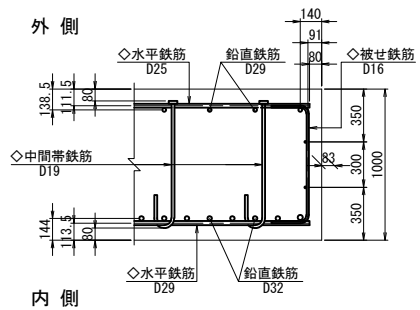 外 側
140
91
80
◇水平鉄筋
D25
鉛直鉄筋
D29
◇被せ鉄筋
D16
138.5
111.5
80
350
300
350
1000
83
◇中間帯鉄筋
D19
144
113.5
80
◇水平鉄筋
D29
鉛直鉄筋
D32
内 側